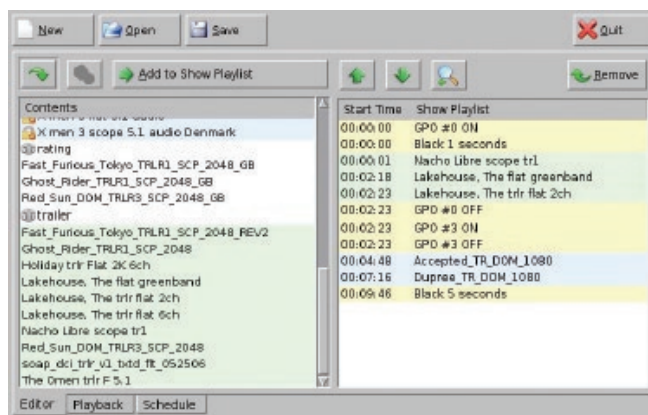 New Open Save Quit
Add to Show Playlist Remove
Contents
X men 3 scope 5.1 audio Denmark
rating
Fast_Furious_Tokyo_TRLR1_SCP_2048_GB
Ghost_Rider_TRLR1_SCP_2048_GB
Red_Sun_DOM_TRLR3_SCP_2048_GB
trailer
Fast_Furious_Tokyo_TRLR1_SCP_2048_REV2
Ghost_Rider_TRLR1_SCP_2048
Holiday trlr Flat 2K 6ch
Lakehouse, The flat greenband
Lakehouse, The trlr flat 2ch
Lakehouse, The trlr flat 6ch
Nacho Libre scope tr1
Red_Sun_DOM_TRLR3_SCP_2048
soap_dci_trlr_v1_txtd_flt_052506
The Omen trlr F 5.1
Start Time Show Playlist
00:00:00 GPO #0 ON
00:00:00 Black 1 seconds
00:00:01 Nacho Libre scope tr1
00:02:18 Lakehouse, The flat greenband
00:02:23 Lakehouse, The trlr flat 2ch
00:02:23 GPO #0 OFF
00:02:23 GPO #3 ON
00:02:23 GPO #3 OFF
00:04:48 Accepted_TR_DOM_1080
00:07:16 Dupree_TR_DOM_1080
00:09:46 Black 5 seconds
Editor Playback Schedule